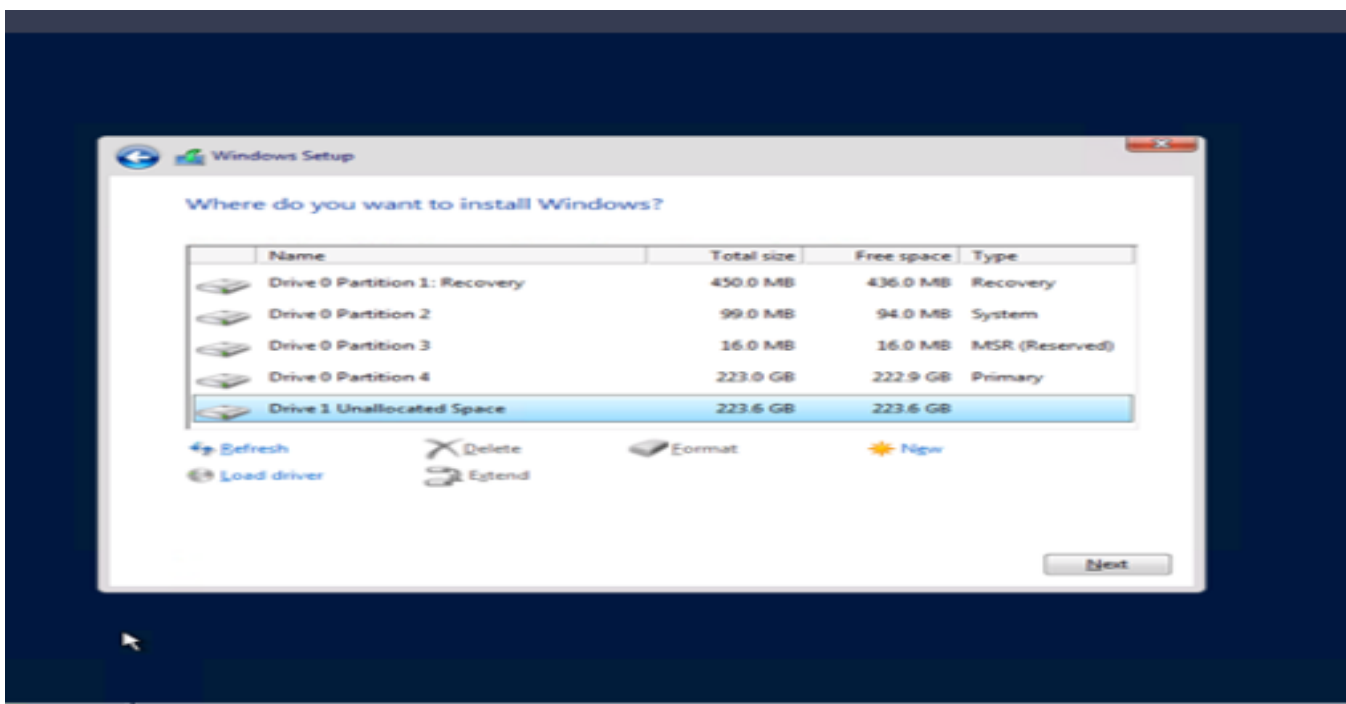 Windows Setup
Where do you want to install Windows?
Name Total size Free space Type
Drive 0 Partition 1: Recovery 450.0 MB 436.0 MB Recovery
Drive 0 Partition 2 99.0 MB 94.0 MB System
Drive 0 Partition 3 16.0 MB 16.0 MB MSR (Reserved)
Drive 0 Partition 4 223.0 GB 222.9 GB Primary
Drive 1 Unallocated Space 223.6 GB 223.6 GB
Refresh Delete Format New
Load driver Extend
Next